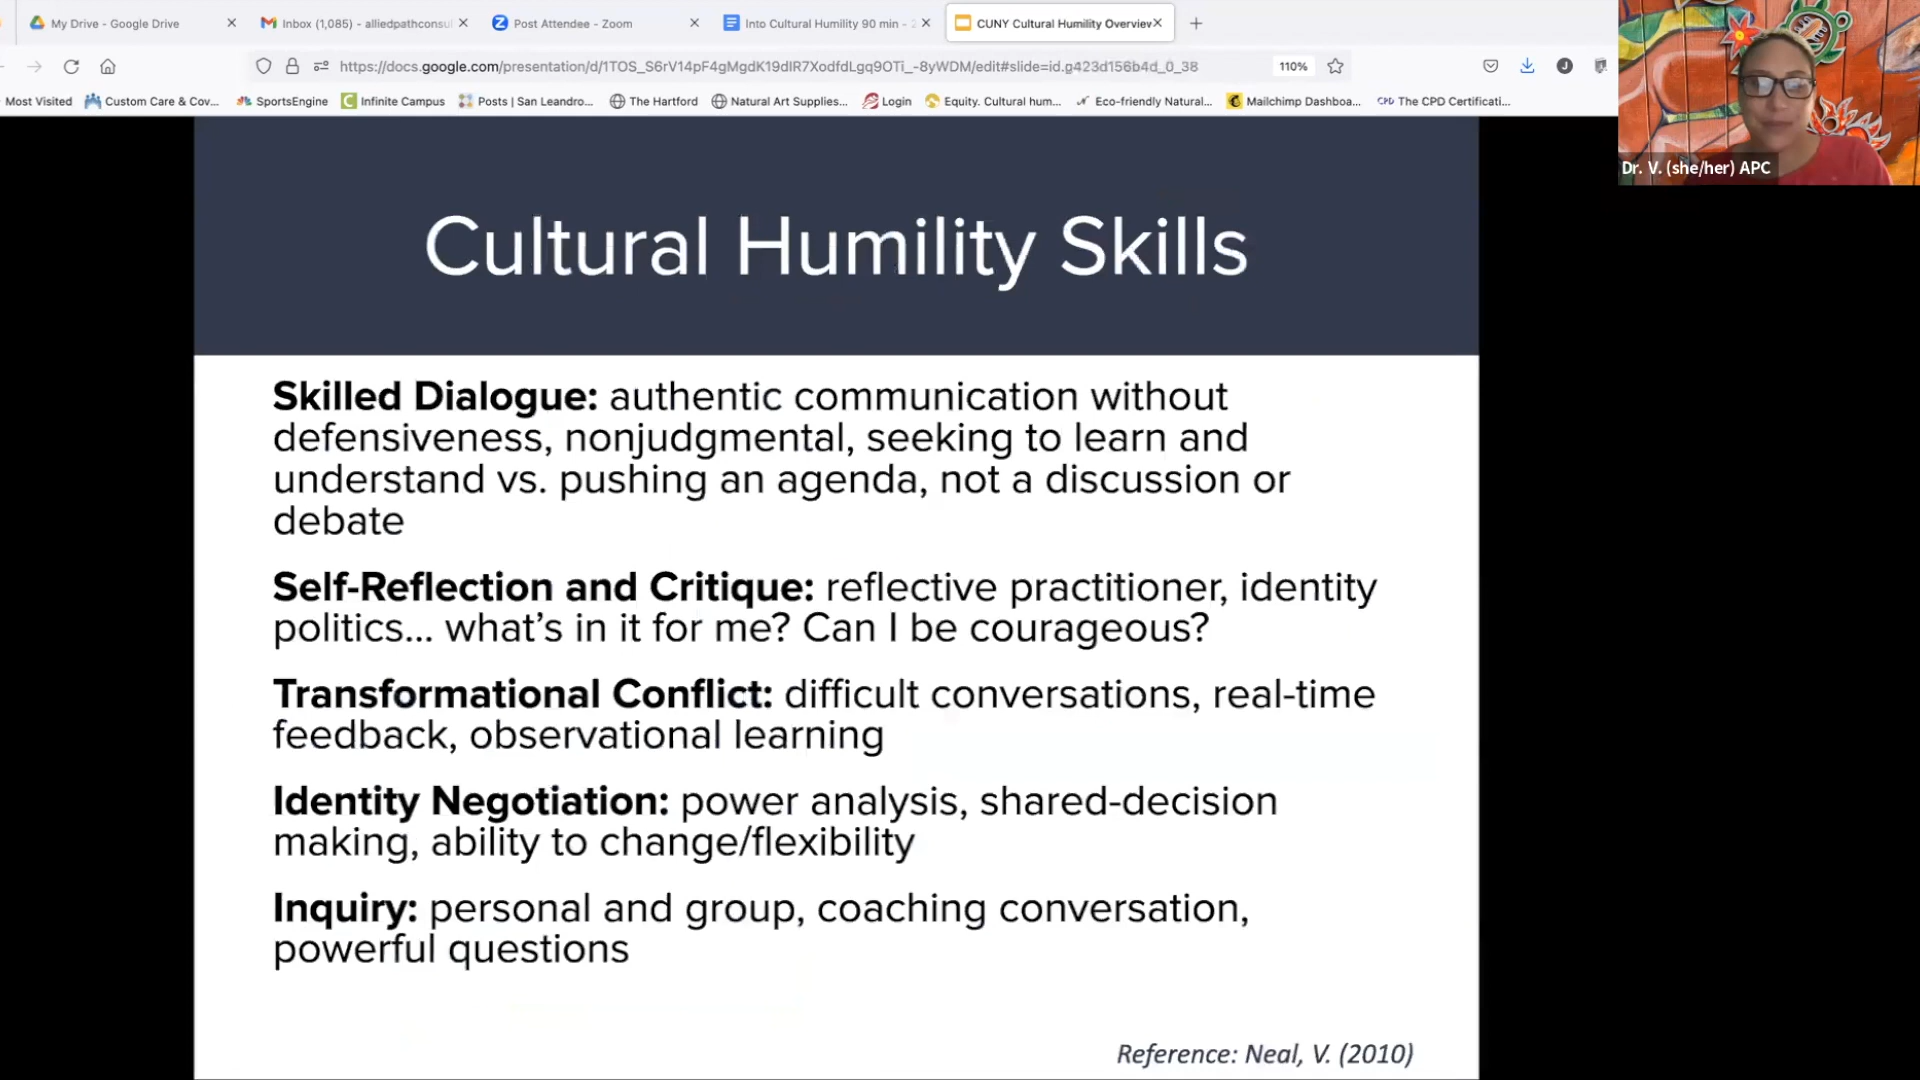 My Drive - Google Drive
Inbox (1,085) - alliedpathconsu
Post Attendee - Zoom
Into Cultural Humility 90 min - 2
CUNY Cultural Humility Overview
https://docs.google.com/presentation/d/1TOS_S6rV14pF4gMgdK19dIR7XodfdLgq9OTi_-8yWDM/edit#slide=id.g423d156b4d_0_38
110%
J
Most Visited
Custom Care & Cov...
SportsEngine
Infinite Campus
Posts | San Leandro...
The Hartford
Natural Art Supplies...
Login
Equity. Cultural hum...
Eco-friendly Natural...
Mailchimp Dashboa...
CPD The CPD Certificati...
Dr. V. (she/her) APC
Cultural Humility Skills
Skilled Dialogue: authentic communication without
defensiveness, nonjudgmental, seeking to learn and
understand vs. pushing an agenda, not a discussion or
debate
Self-Reflection and Critique: reflective practitioner, identity
politics... what's in it for me? Can I be courageous?
Transformational Conflict: difficult conversations, real-time
feedback, observational learning
Identity Negotiation: power analysis, shared-decision
making, ability to change/flexibility
Inquiry: personal and group, coaching conversation,
powerful questions
Reference: Neal, V. (2010)